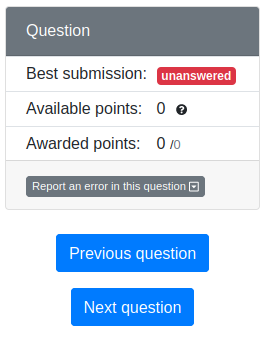 Question
Best submission: unanswered
Available points: 0 ?
Awarded points: 0 /0
Report an error in this question
Previous question
Next question